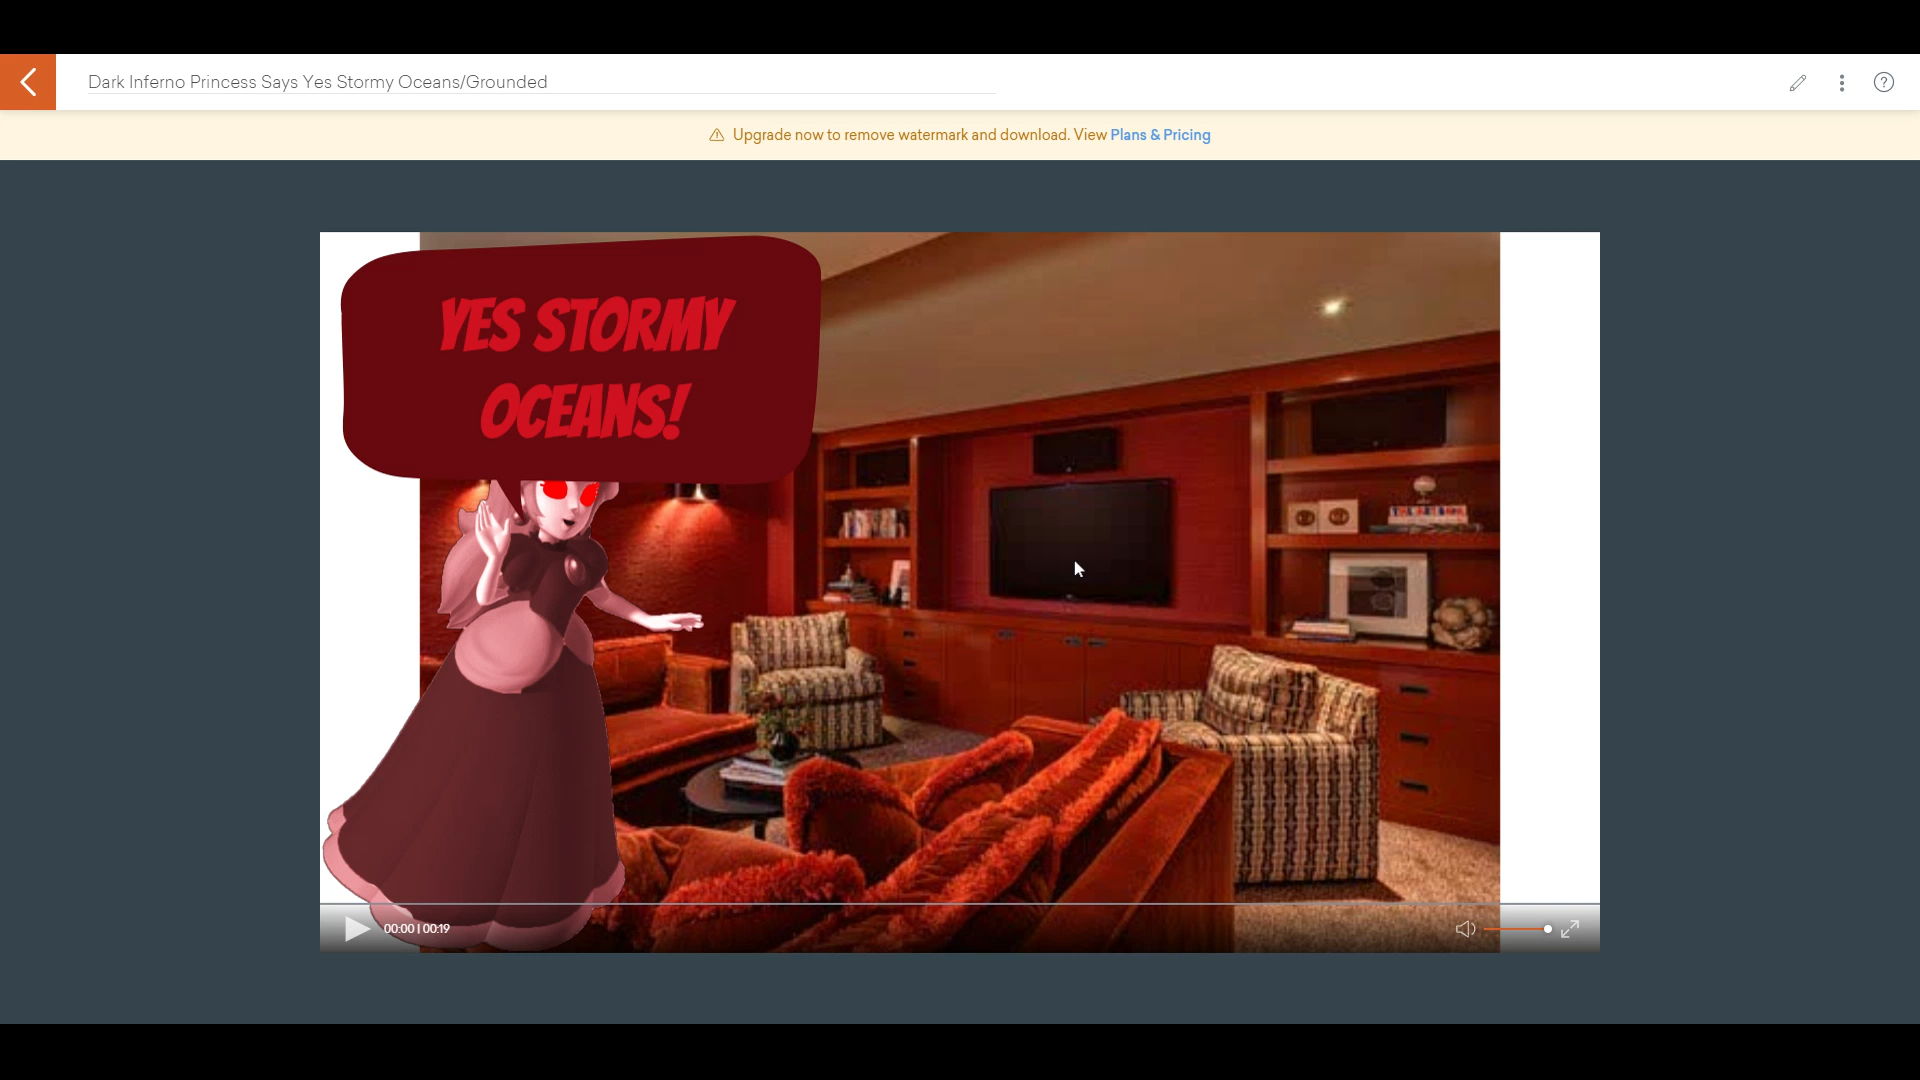 Dark Inferno Princess Says Yes Stormy Oceans/Grounded
Upgrade now to remove watermark and download. View Plans & Pricing
YES STORMY
OCEANS!
00:00 | 00:19